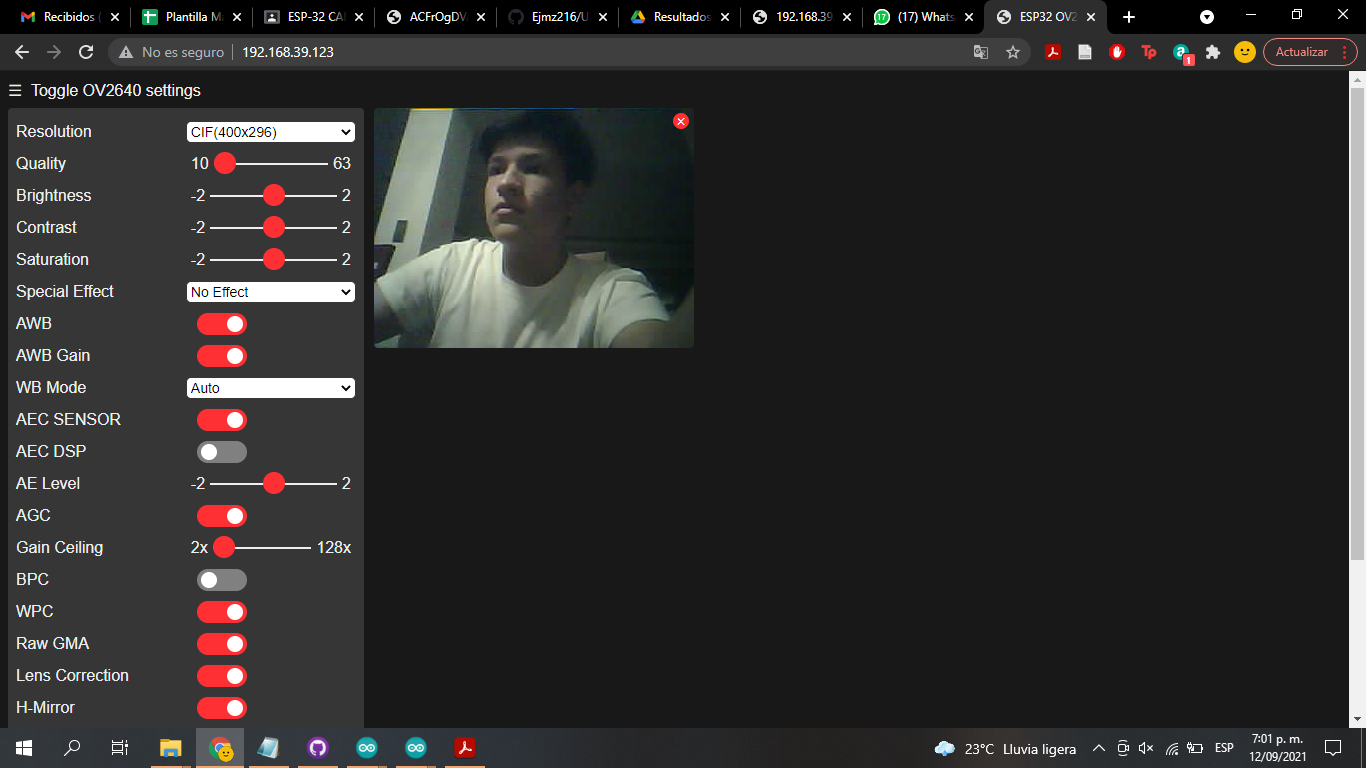 Recibidos (
Plantilla M
ESP-32 CA
ACFrOgDV
Ejmz216/U
Resultados
192.168.39
(17) Whats
ESP32 OV2
No es seguro
192.168.39.123
1
Actualizar
☰ Toggle OV2640 settings
Resolution CIF(400x296)
Quality 10 63
Brightness -2 2
Contrast -2 2
Saturation -2 2
Special Effect No Effect
AWB
AWB Gain
WB Mode Auto
AEC SENSOR
AEC DSP
AE Level -2 2
AGC
Gain Ceiling 2x 128x
BPC
WPC
Raw GMA
Lens Correction
H-Mirror
23°C Lluvia ligera
ESP
7:01 p. m.
12/09/2021